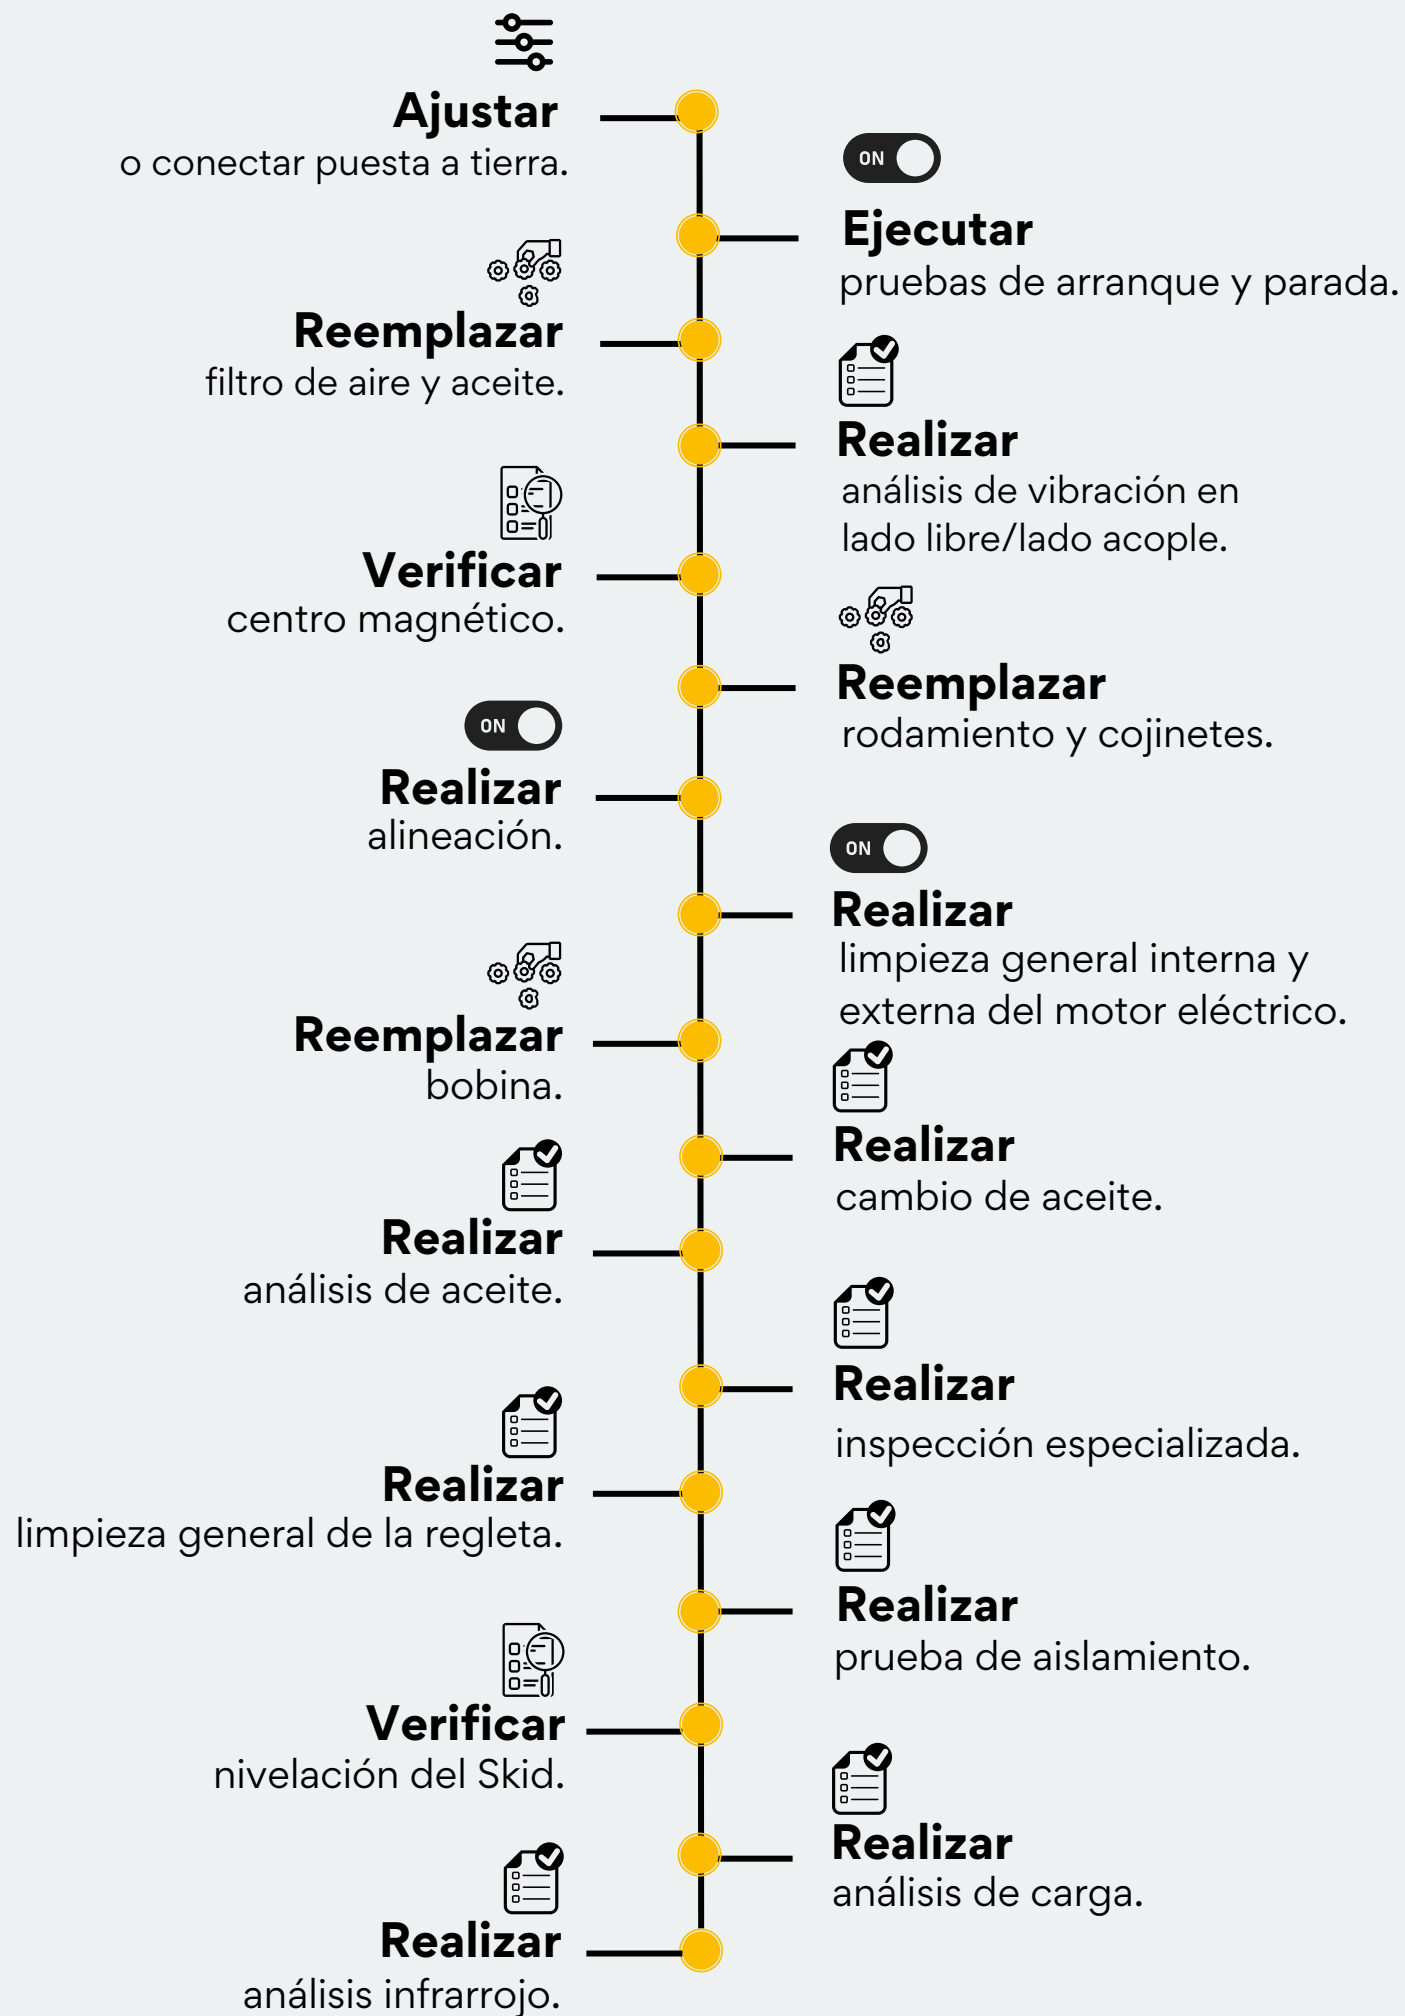 Ajustar
o conectar puesta a tierra.
ON
Ejecutar
pruebas de arranque y parada.
Reemplazar
filtro de aire y aceite.
Realizar
análisis de vibración en
lado libre/lado acople.
Verificar
centro magnético.
Reemplazar
rodamiento y cojinetes.
ON
Realizar
alineación.
ON
Realizar
limpieza general interna y
externa del motor eléctrico.
Reemplazar
bobina.
Realizar
cambio de aceite.
Realizar
análisis de aceite.
Realizar
inspección especializada.
Realizar
limpieza general de la regleta.
Realizar
prueba de aislamiento.
Verificar
nivelación del Skid.
Realizar
análisis de carga.
Realizar
análisis infrarrojo.